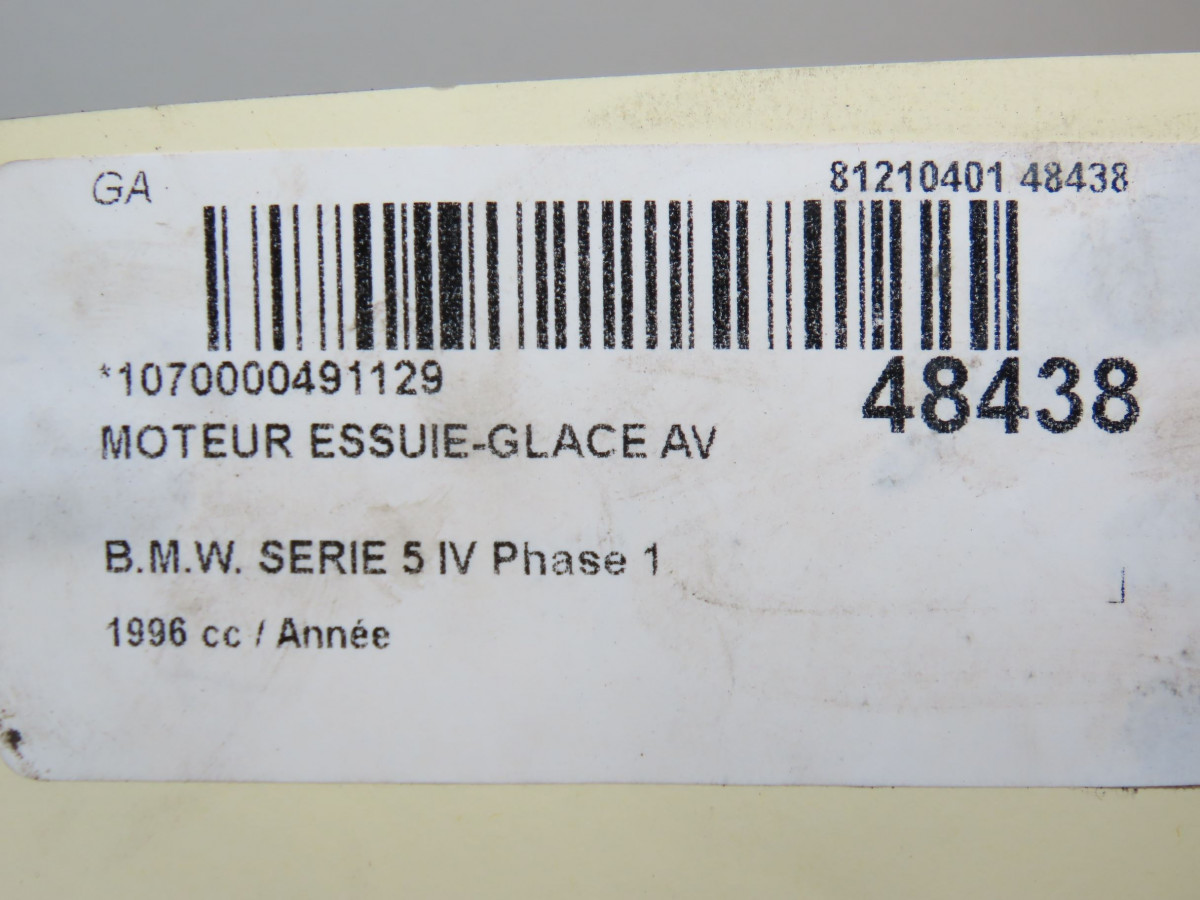 GA 81210401 48438
*1070000491129
48438
MOTEUR ESSUIE-GLACE AV
B.M.W. SERIE 5 IV Phase 1
1996 cc / Année